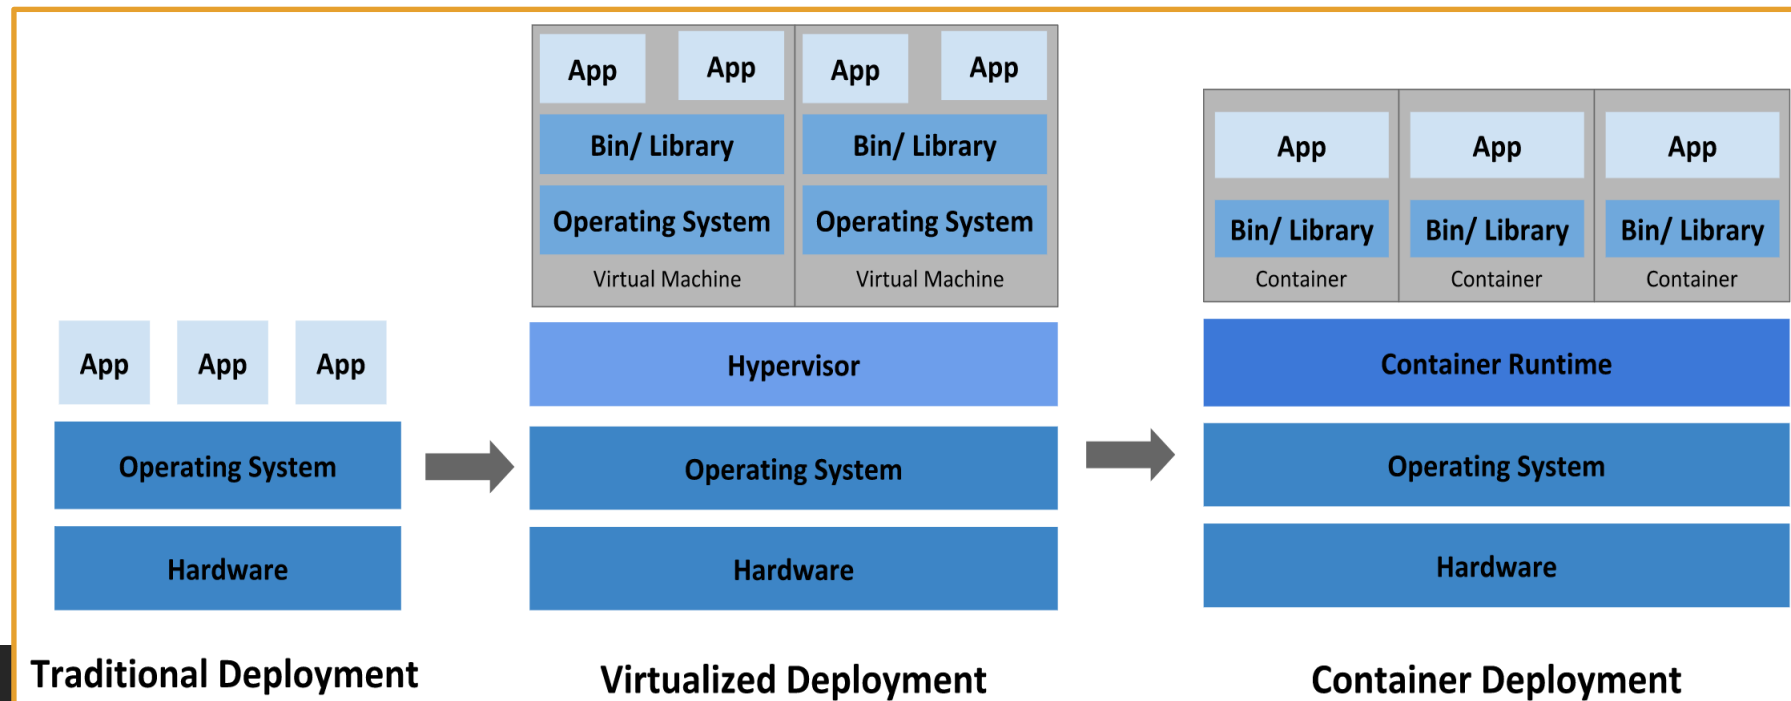 App
App
App
Operating System
Hardware
Traditional Deployment
App
App
App
App
Bin/ Library
Bin/ Library
Operating System
Operating System
Virtual Machine
Virtual Machine
Hypervisor
Operating System
Hardware
Virtualized Deployment
App
App
App
Bin/ Library
Bin/ Library
Bin/ Library
Container
Container
Container
Container Runtime
Operating System
Hardware
Container Deployment